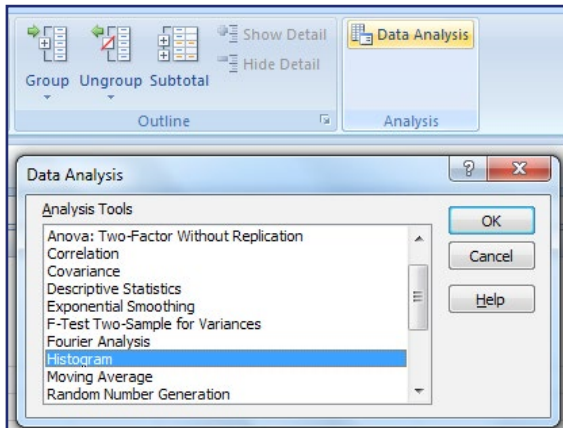 Show Detail
Hide Detail
Data Analysis
Group Ungroup Subtotal
Outline
Analysis
Data Analysis
?
Analysis Tools
Anova: Two-Factor Without Replication
Correlation
Covariance
Descriptive Statistics
Exponential Smoothing
F-Test Two-Sample for Variances
Fourier Analysis
Histogram
Moving Average
Random Number Generation
OK
Cancel
Help